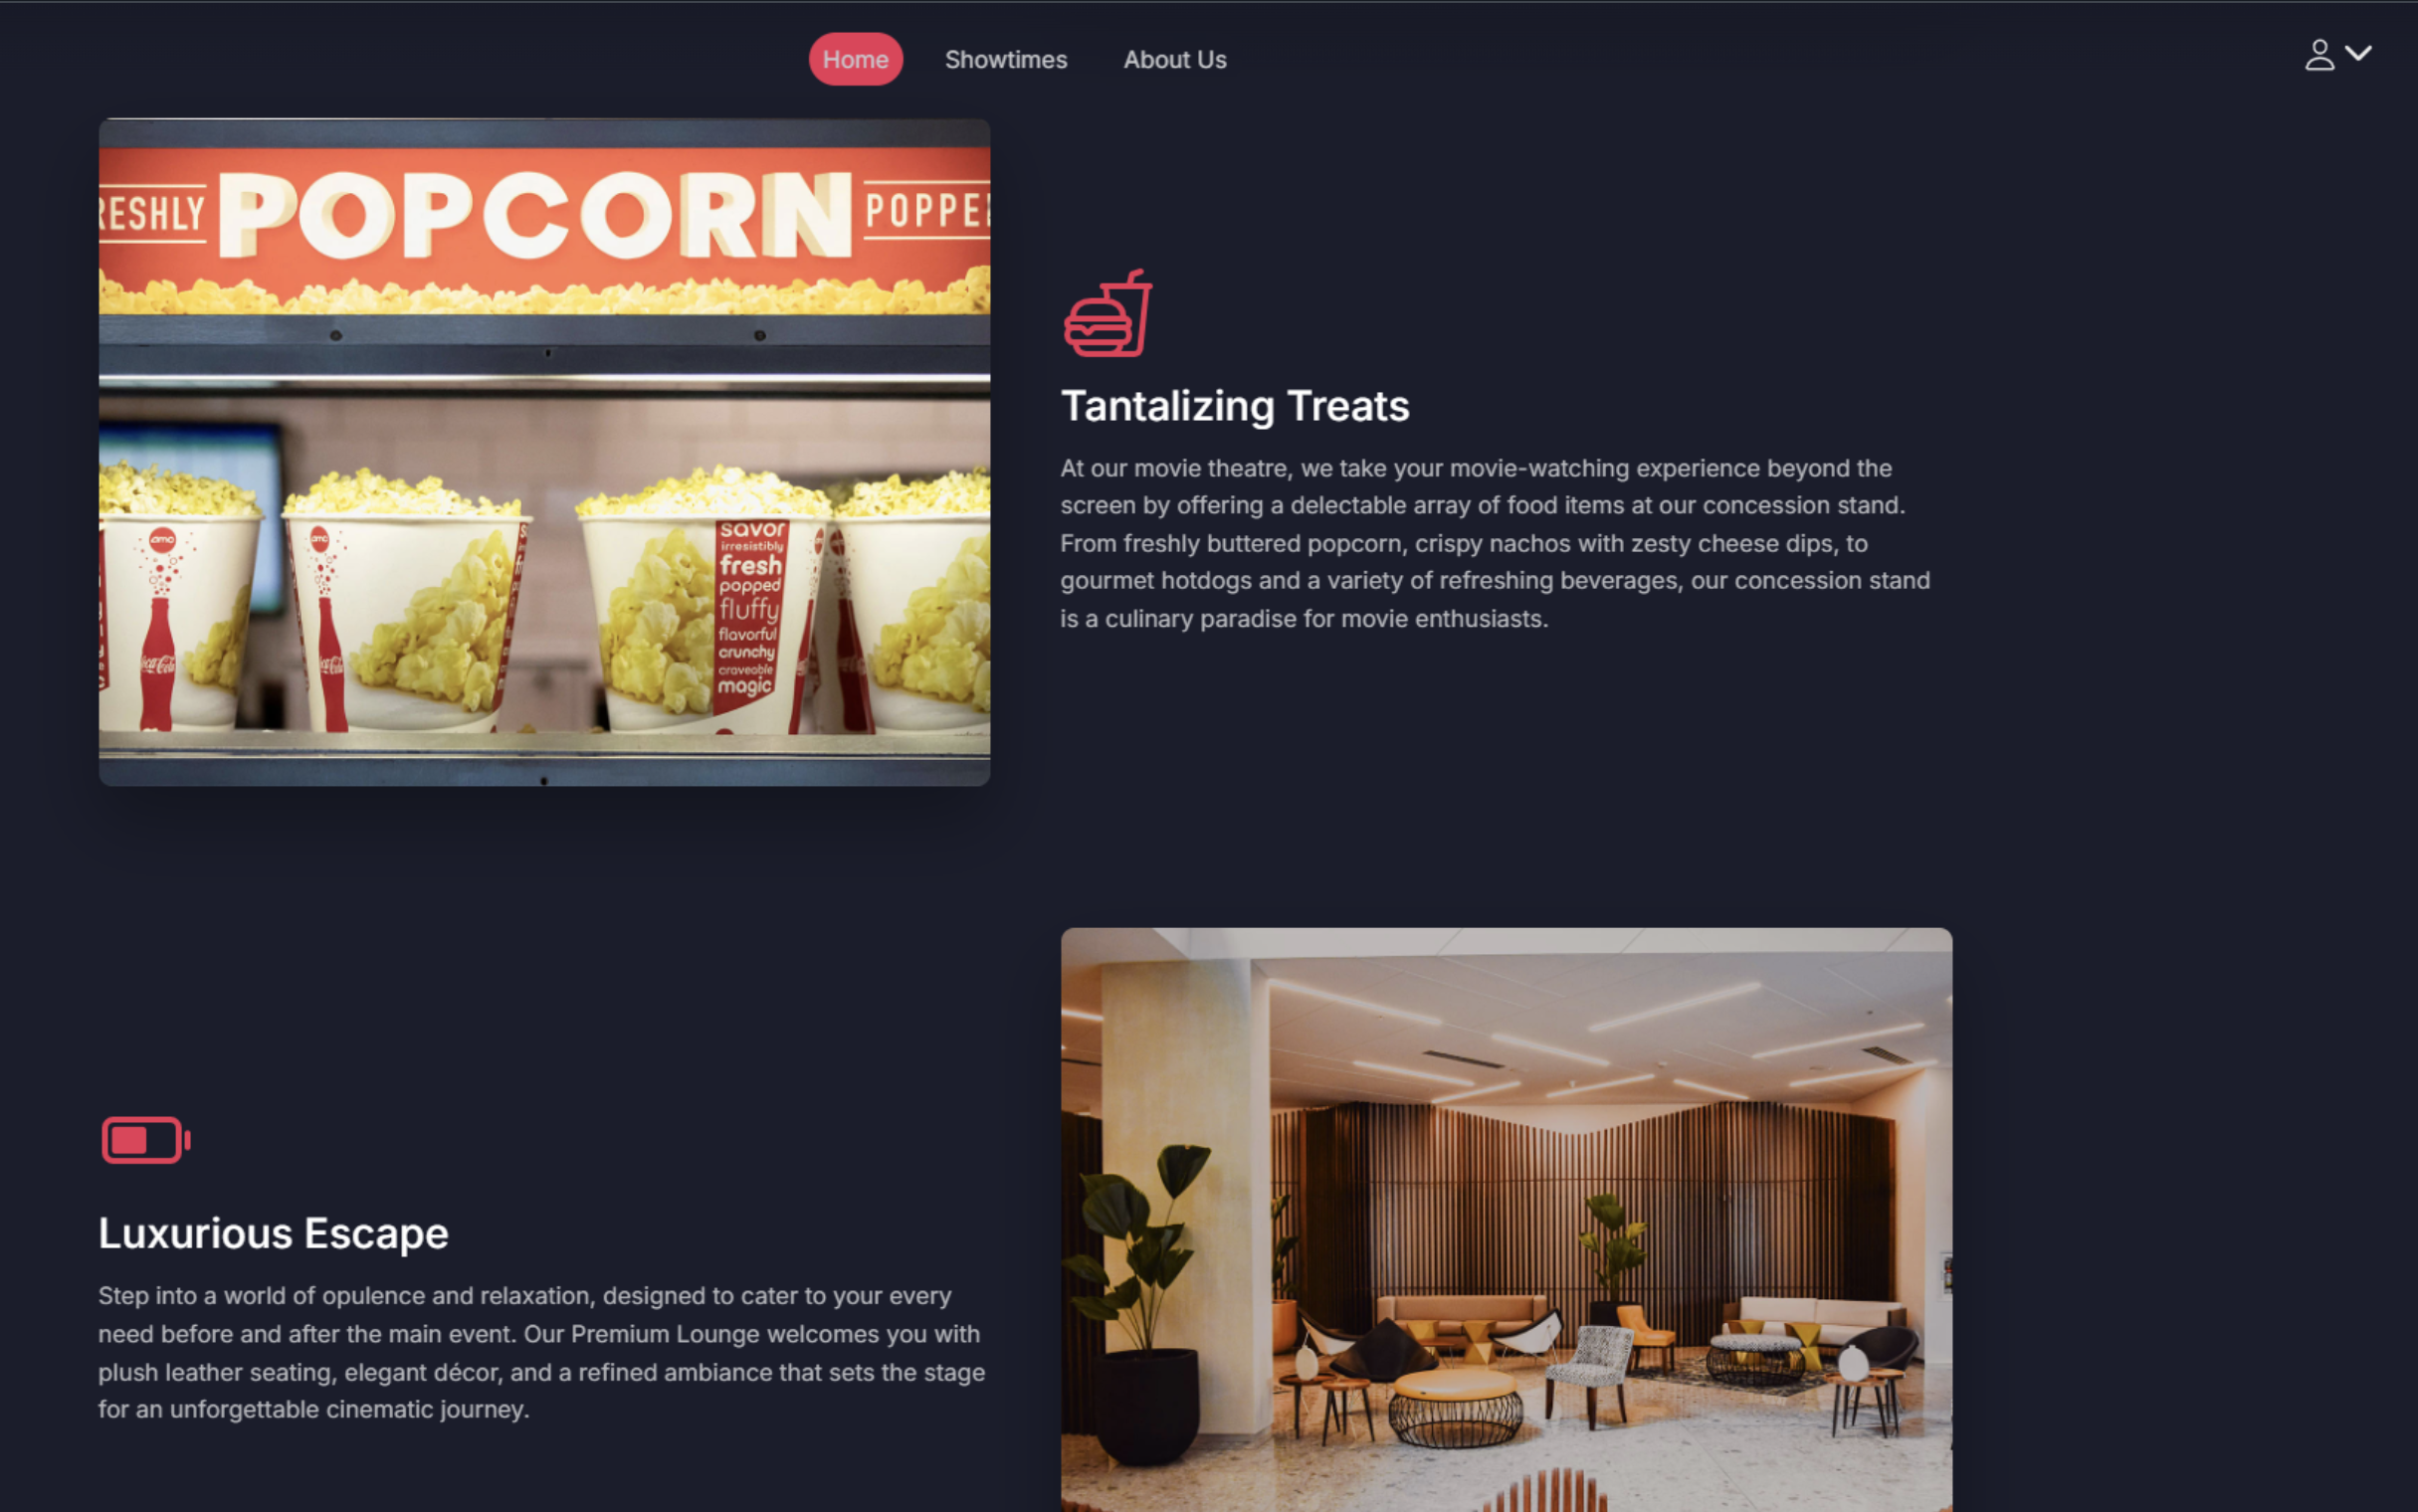 Home
Showtimes
About Us
RESHLY POPCORN POPPE
amc
amc
savor
irresistibly
fresh
popped
fluffy
flavorful
crunchy
craveable
magic
Coca-Cola
Tantalizing Treats
At our movie theatre, we take your movie-watching experience beyond the
screen by offering a delectable array of food items at our concession stand.
From freshly buttered popcorn, crispy nachos with zesty cheese dips, to
gourmet hotdogs and a variety of refreshing beverages, our concession stand
is a culinary paradise for movie enthusiasts.
Luxurious Escape
Step into a world of opulence and relaxation, designed to cater to your every
need before and after the main event. Our Premium Lounge welcomes you with
plush leather seating, elegant décor, and a refined ambiance that sets the stage
for an unforgettable cinematic journey.